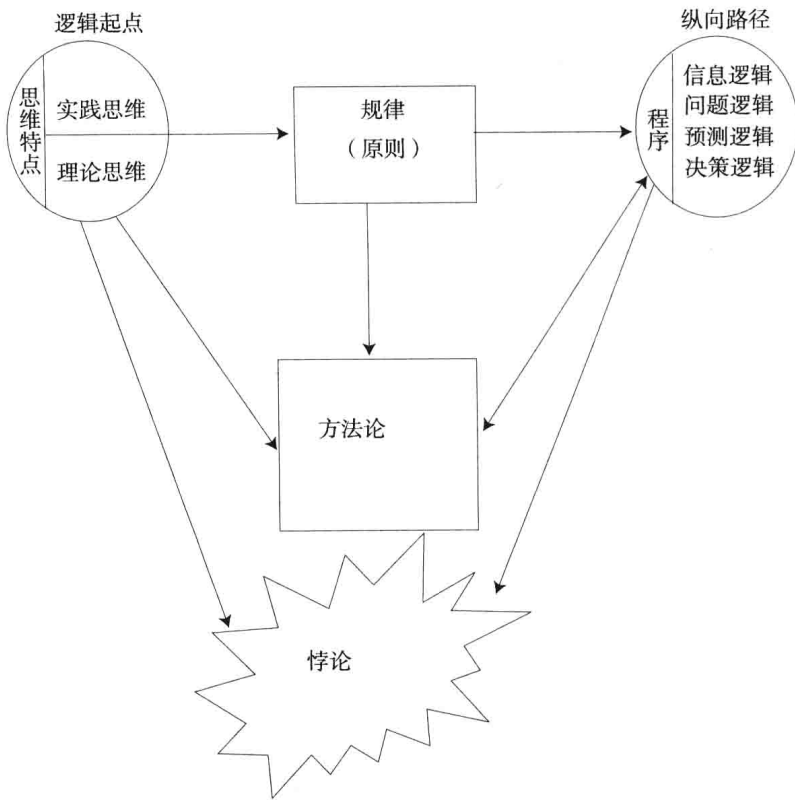 逻辑起点
纵向路径
思维特点
实践思维
理论思维
规律
（原则）
程序
信息逻辑
问题逻辑
预测逻辑
决策逻辑
方法论
悖论